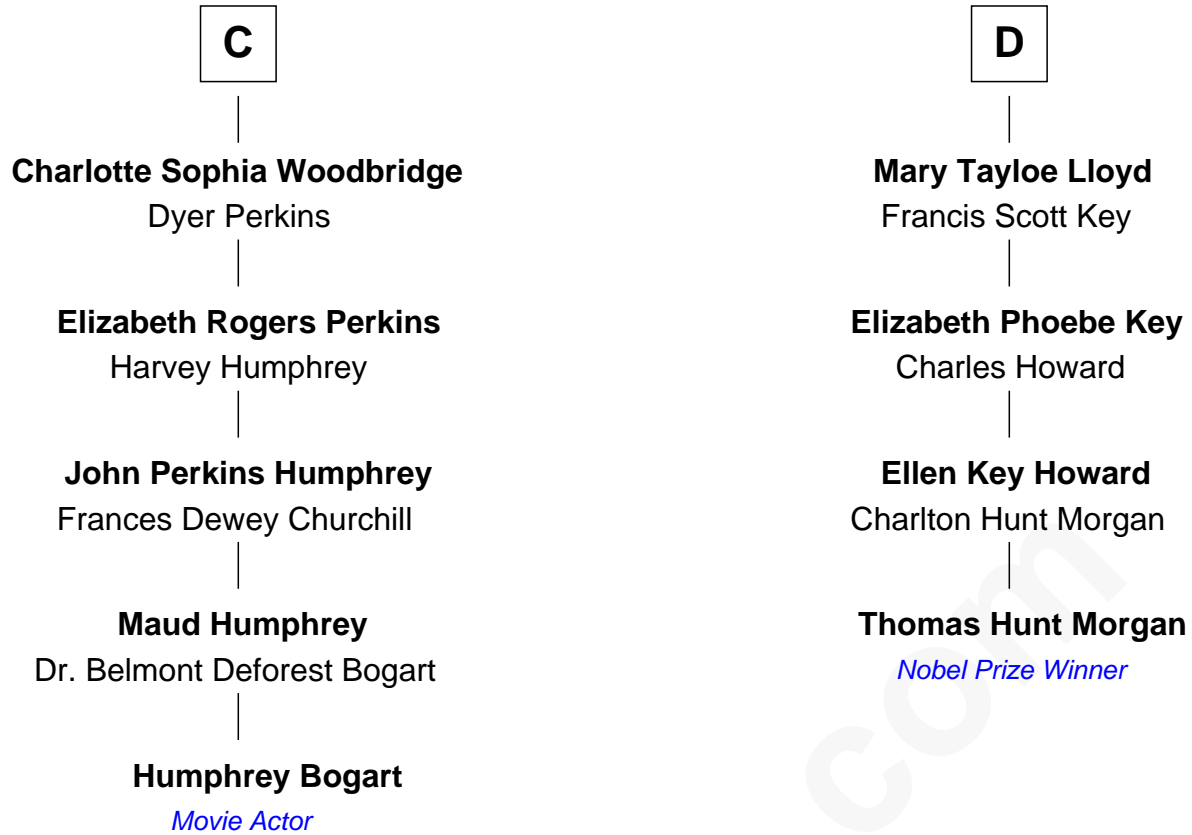 C
Charlotte Sophia Woodbridge
Dyer Perkins
Elizabeth Rogers Perkins
Harvey Humphrey
John Perkins Humphrey
Frances Dewey Churchill
Maud Humphrey
Dr. Belmont Deforest Bogart
Humphrey Bogart
Movie Actor
D
Mary Tayloe Lloyd
Francis Scott Key
Elizabeth Phoebe Key
Charles Howard
Ellen Key Howard
Charlton Hunt Morgan
Thomas Hunt Morgan
Nobel Prize Winner
com